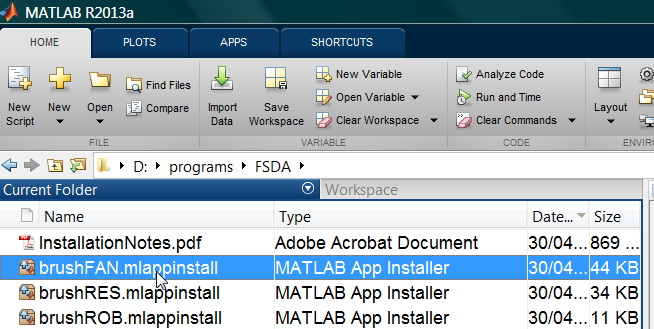 MATLAB R2013a
HOME PLOTS APPS SHORTCUTS
New Script New Open Find Files Compare Import Data Save Workspace New Variable Open Variable Clear Workspace Analyze Code Run and Time Clear Commands Layout
FILE VARIABLE CODE
D: programs FSDA
Current Folder Workspace
Name Type Date... Size
InstallationNotes.pdf Adobe Acrobat Document 30/04... 869 ...
brushFAN.mlappinstall MATLAB App Installer 30/04... 44 KB
brushRES.mlappinstall MATLAB App Installer 30/04... 34 KB
brushROB.mlappinstall MATLAB App Installer 30/04... 11 KB